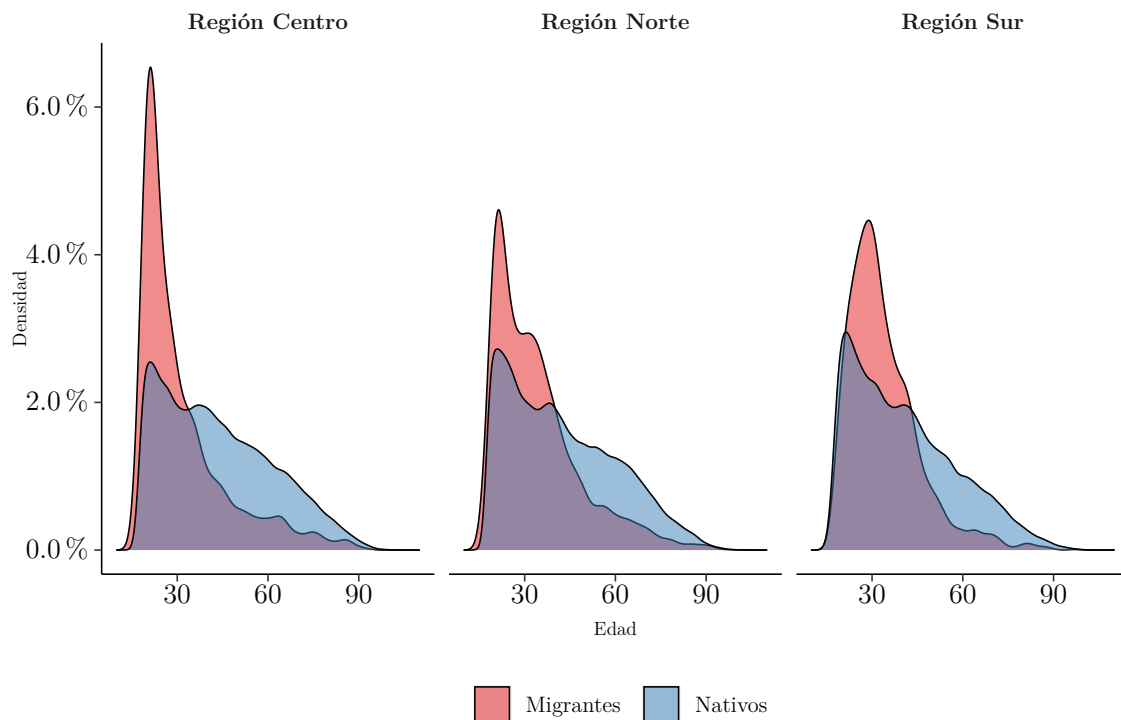 Región Centro
Región Norte
Región Sur
6.0 %
4.0 %
2.0 %
0.0 %
Densidad
30 60 90
30 60 90
30 60 90
Edad
Migrantes
Nativos